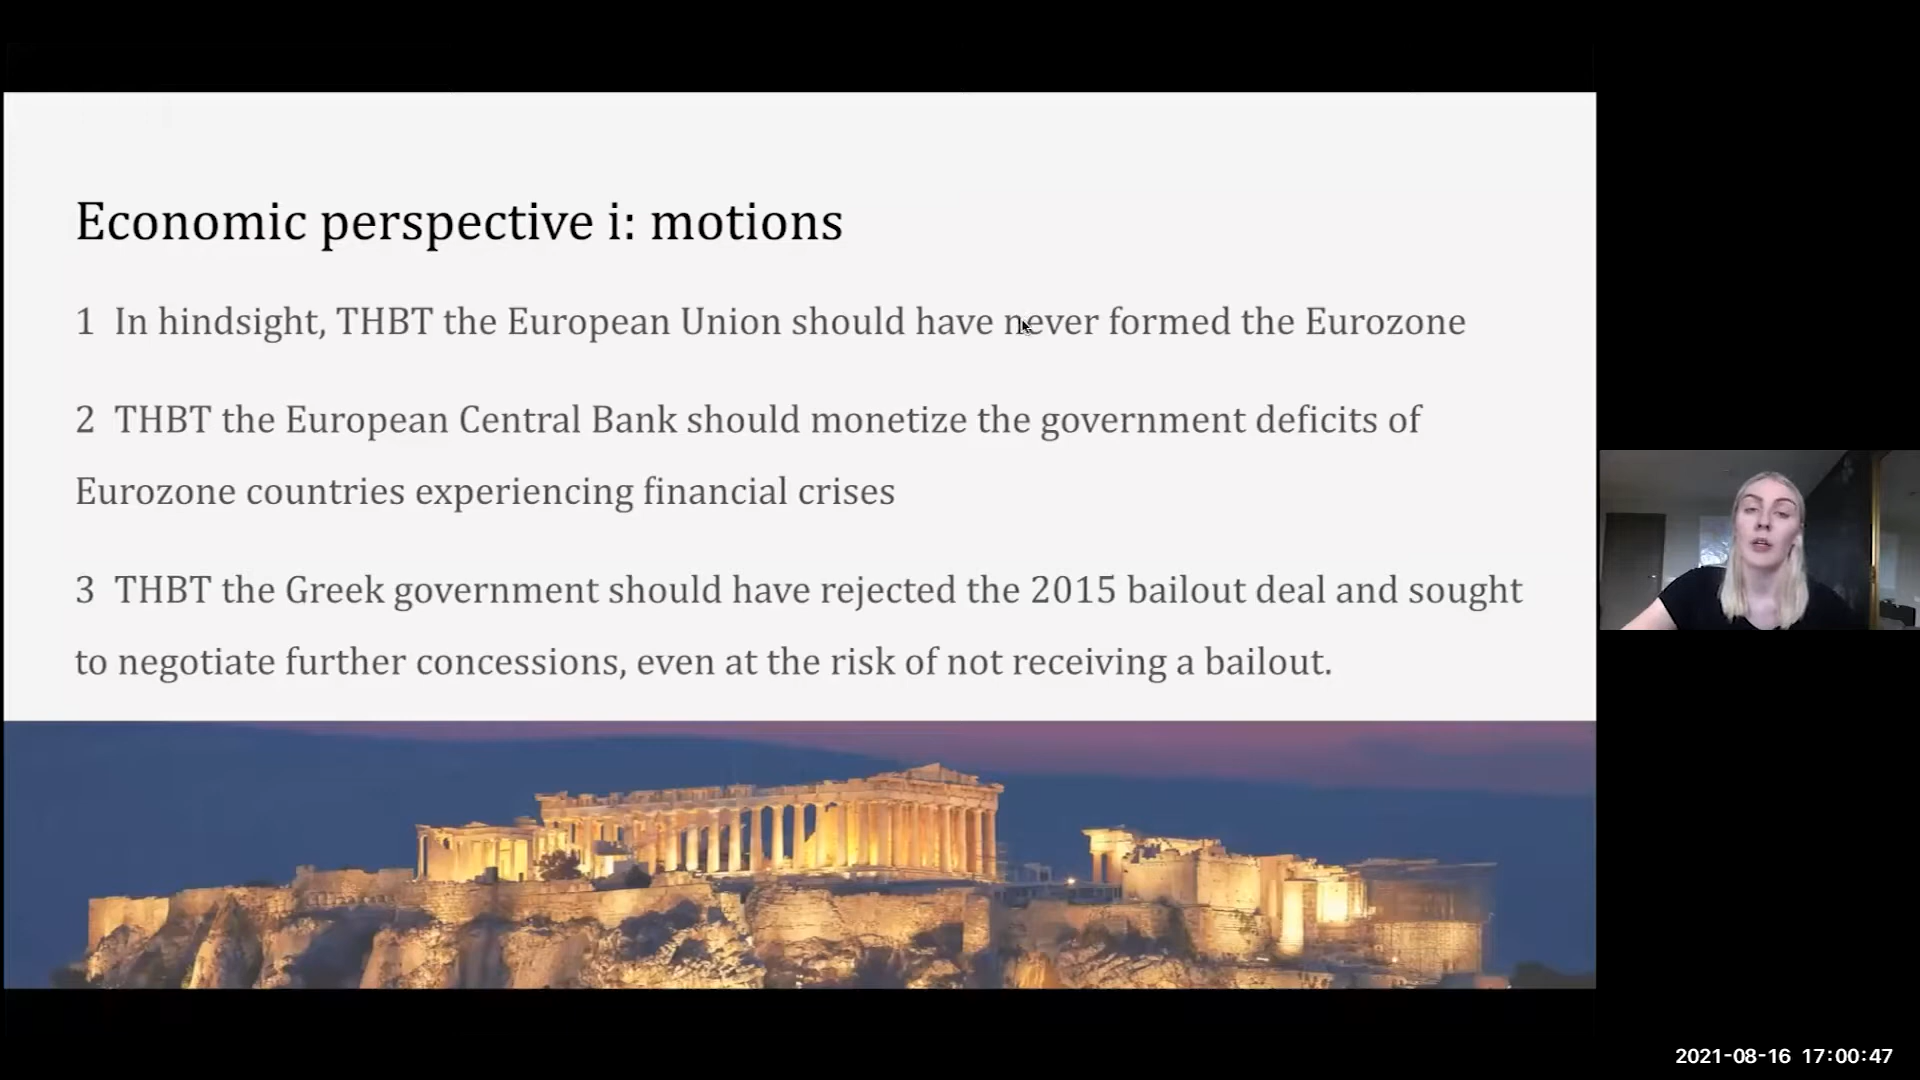 Economic perspective i: motions
1 In hindsight, THBT the European Union should have never formed the Eurozone
2 THBT the European Central Bank should monetize the government deficits of
Eurozone countries experiencing financial crises
3 THBT the Greek government should have rejected the 2015 bailout deal and sought
to negotiate further concessions, even at the risk of not receiving a bailout.
2021-08-16 17:00:47